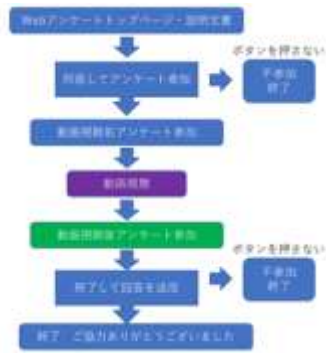 Webアンケートトップページ・説明文書
ボタンを押さない
同意してアンケート参加
不参加
終了
動画視聴前アンケート参加
動画視聴
動画視聴後アンケート参加
ボタンを押さない
終了して回答を送信
不参加
終了
終了　ご協力ありがとうございました